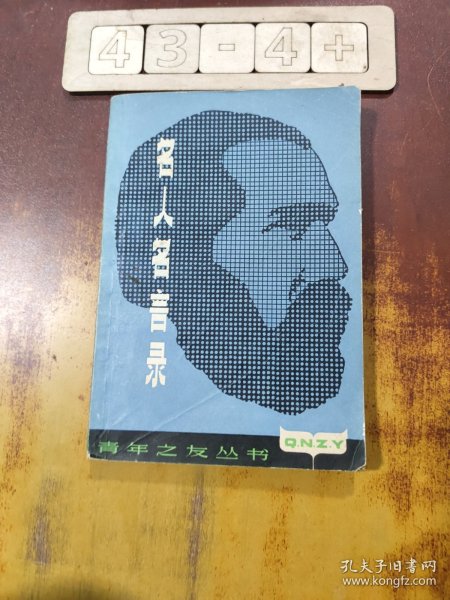 43-4+
名人名言录
青年之友丛书
Q.N.Z.Y
孔夫子旧书网
www.kongfz.com